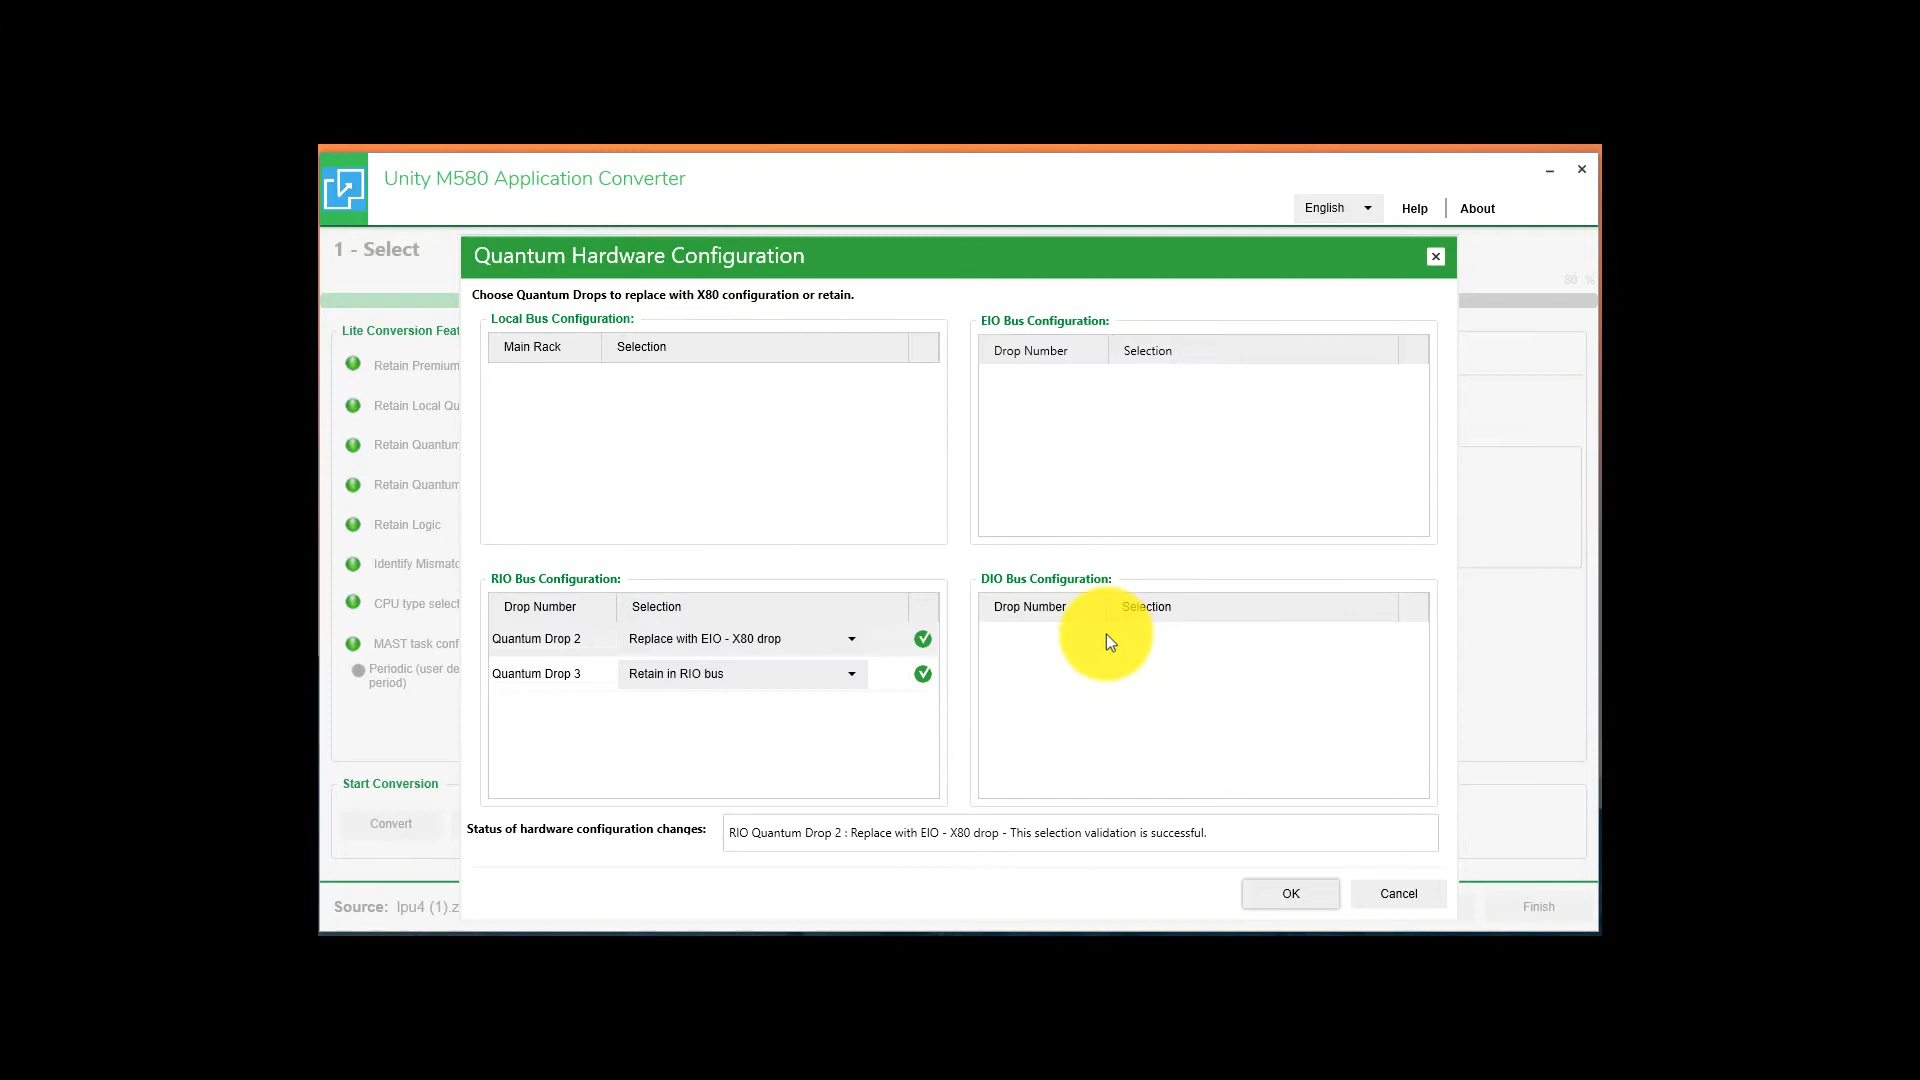 Unity M580 Application Converter
English
Help
About
1 - Select
80 %
Quantum Hardware Configuration
Choose Quantum Drops to replace with X80 configuration or retain.
Local Bus Configuration:
Main Rack
Selection
EIO Bus Configuration:
Drop Number
Selection
Lite Conversion Feat
Retain Premium
Retain Local Qu
Retain Quantum
Retain Quantum
Retain Logic
Identify Mismatc
CPU type select
MAST task conf
Periodic (user de
period)
RIO Bus Configuration:
Drop Number
Selection
Quantum Drop 2
Replace with EIO - X80 drop
Quantum Drop 3
Retain in RIO bus
DIO Bus Configuration:
Drop Number
Selection
Start Conversion
Convert
Status of hardware configuration changes:
RIO Quantum Drop 2 : Replace with EIO - X80 drop - This selection validation is successful.
OK
Cancel
Source: lpu4 (1).z
Finish